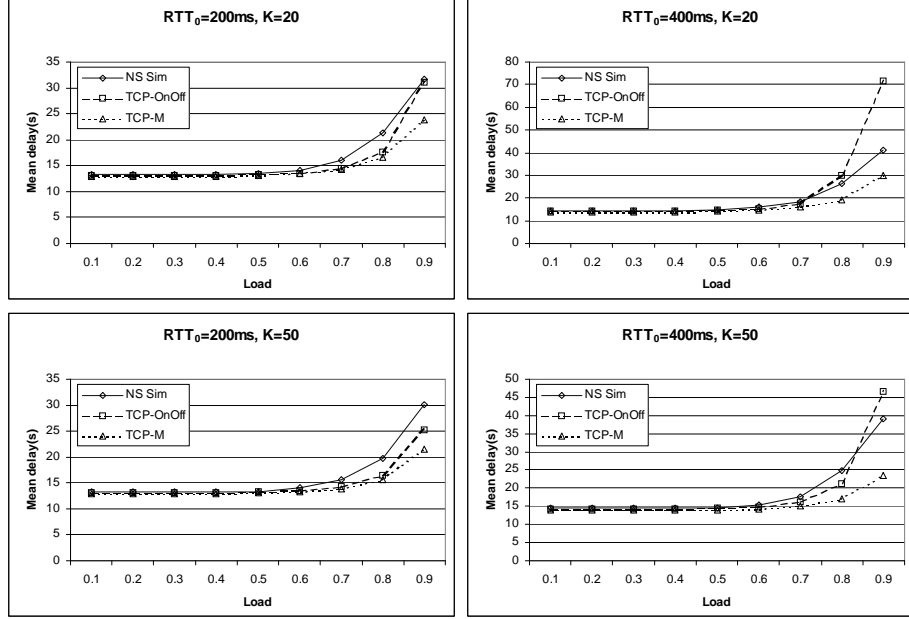 RTT₀=200ms, K=20
Mean delay(s)
35
30
25
20
15
10
5
0
NS Sim
TCP-OnOff
TCP-M
0.1 0.2 0.3 0.4 0.5 0.6 0.7 0.8 0.9
Load
RTT₀=400ms, K=20
Mean delay(s)
80
70
60
50
40
30
20
10
0
NS Sim
TCP-OnOff
TCP-M
0.1 0.2 0.3 0.4 0.5 0.6 0.7 0.8 0.9
Load
RTT₀=200ms, K=50
Mean delay(s)
35
30
25
20
15
10
5
0
NS Sim
TCP-OnOff
TCP-M
0.1 0.2 0.3 0.4 0.5 0.6 0.7 0.8 0.9
Load
RTT₀=400ms, K=50
Mean delay(s)
50
45
40
35
30
25
20
15
10
5
0
NS Sim
TCP-OnOff
TCP-M
0.1 0.2 0.3 0.4 0.5 0.6 0.7 0.8 0.9
Load